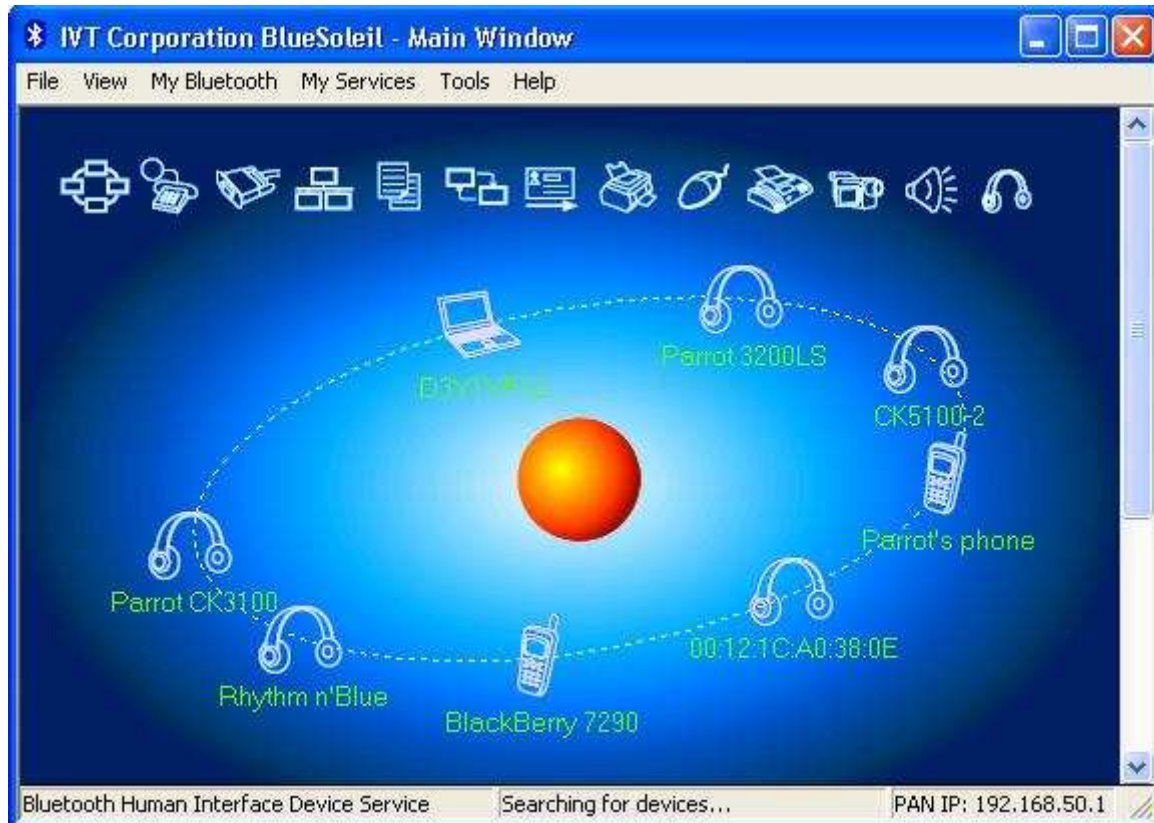 IVT Corporation BlueSoleil - Main Window
File View My Bluetooth My Services Tools Help
Parrot 3200LS
CK5100-2
Parrot's phone
Parrot CK3100
00:12:1C:A0:38:0E
Rhythm n'Blue
BlackBerry 7290
Bluetooth Human Interface Device Service Searching for devices... PAN IP: 192.168.50.1